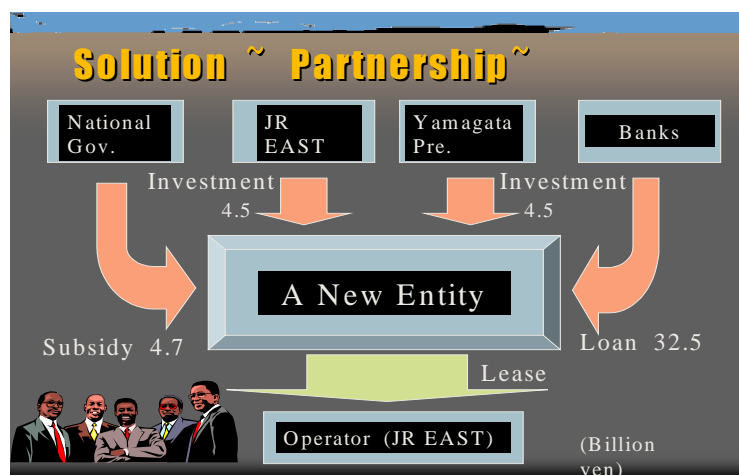 Solution ~ Partnership~
National
Gov.
JR
EAST
Yamagata
Pre.
Banks
Investment
4.5
Investment
4.5
A New Entity
Subsidy 4.7
Loan 32.5
Lease
Operator (JR EAST)
(Billion
yen)